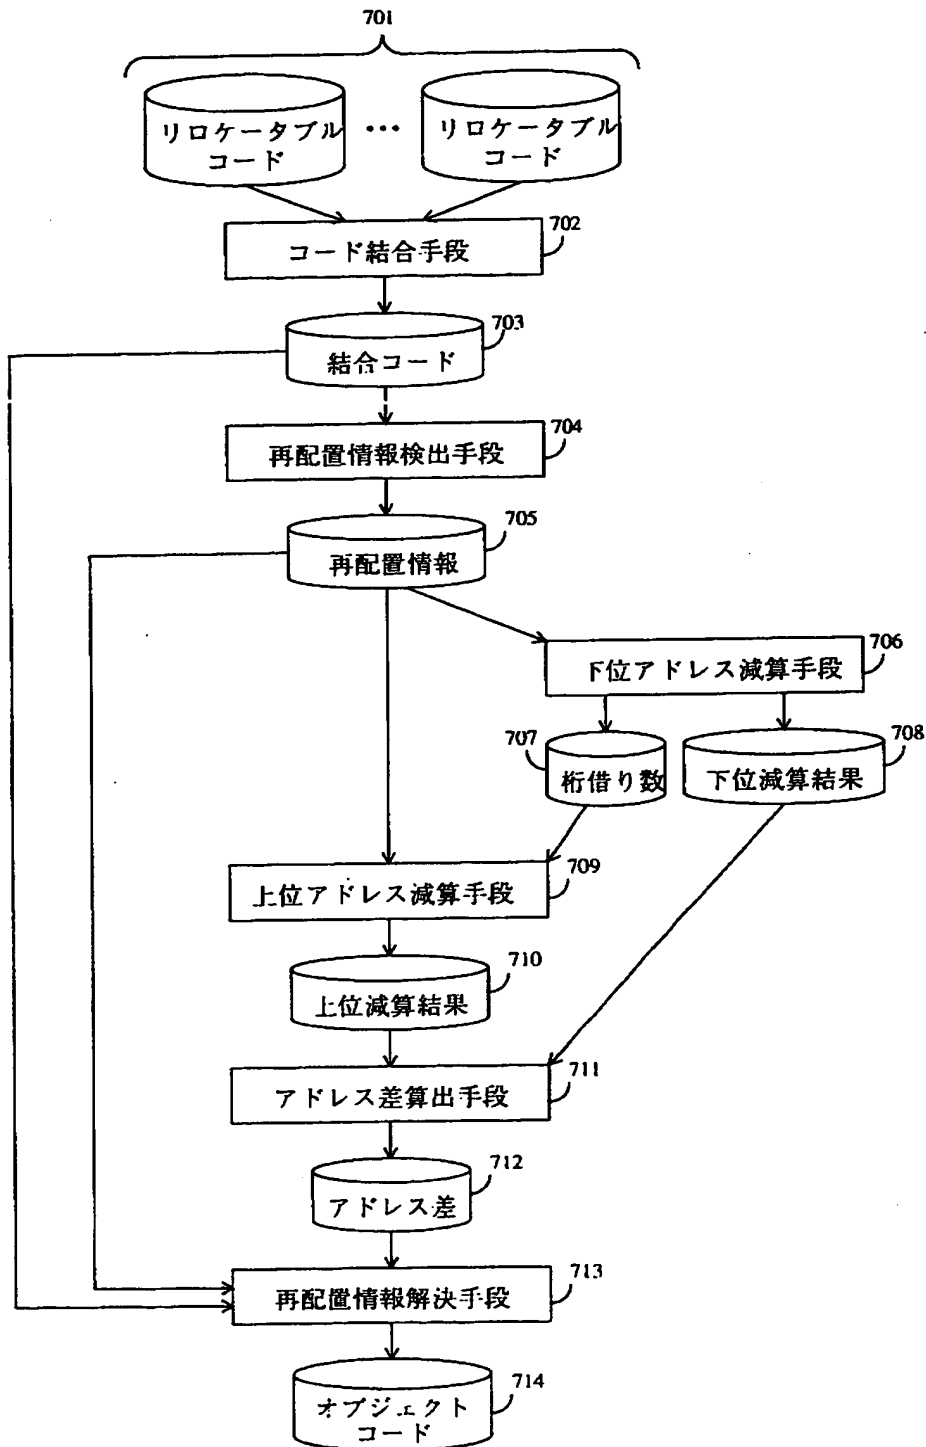 701
リロケータブル
コード
・・・
リロケータブル
コード
702
コード結合手段
703
結合コード
704
再配置情報検出手段
705
再配置情報
706
下位アドレス減算手段
707
桁借り数
708
下位減算結果
709
上位アドレス減算手段
710
上位減算結果
711
アドレス差算出手段
712
アドレス差
713
再配置情報解決手段
714
オブジェクト
コード